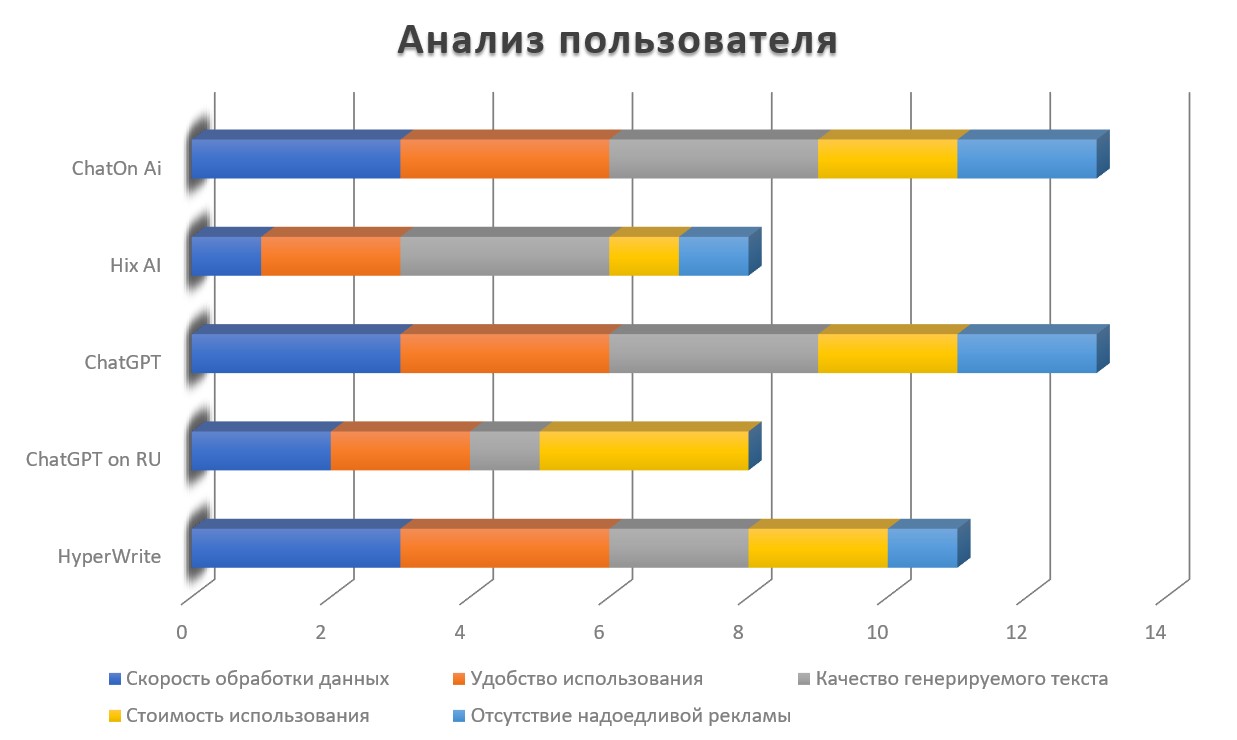 Анализ пользователя
ChatOn Ai
Hix AI
ChatGPT
ChatGPT on RU
HyperWrite
0 2 4 6 8 10 12 14
Скорость обработки данных Удобство использования Качество генерируемого текста
Стоимость использования Отсутствие надоедливой рекламы